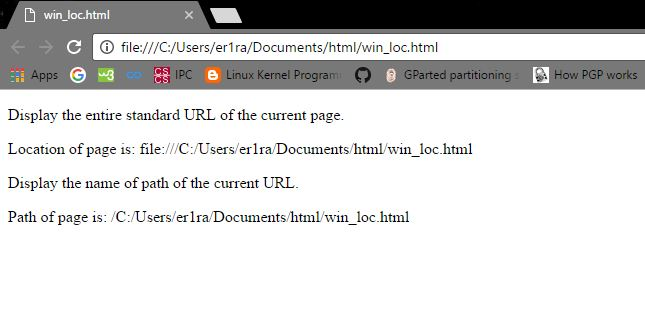 win_loc.html
file:///C:/Users/er1ra/Documents/html/win_loc.html
Apps IPC Linux Kernel Program GParted partitioning s How PGP works
Display the entire standard URL of the current page.
Location of page is: file:///C:/Users/er1ra/Documents/html/win_loc.html
Display the name of path of the current URL.
Path of page is: /C:/Users/er1ra/Documents/html/win_loc.html